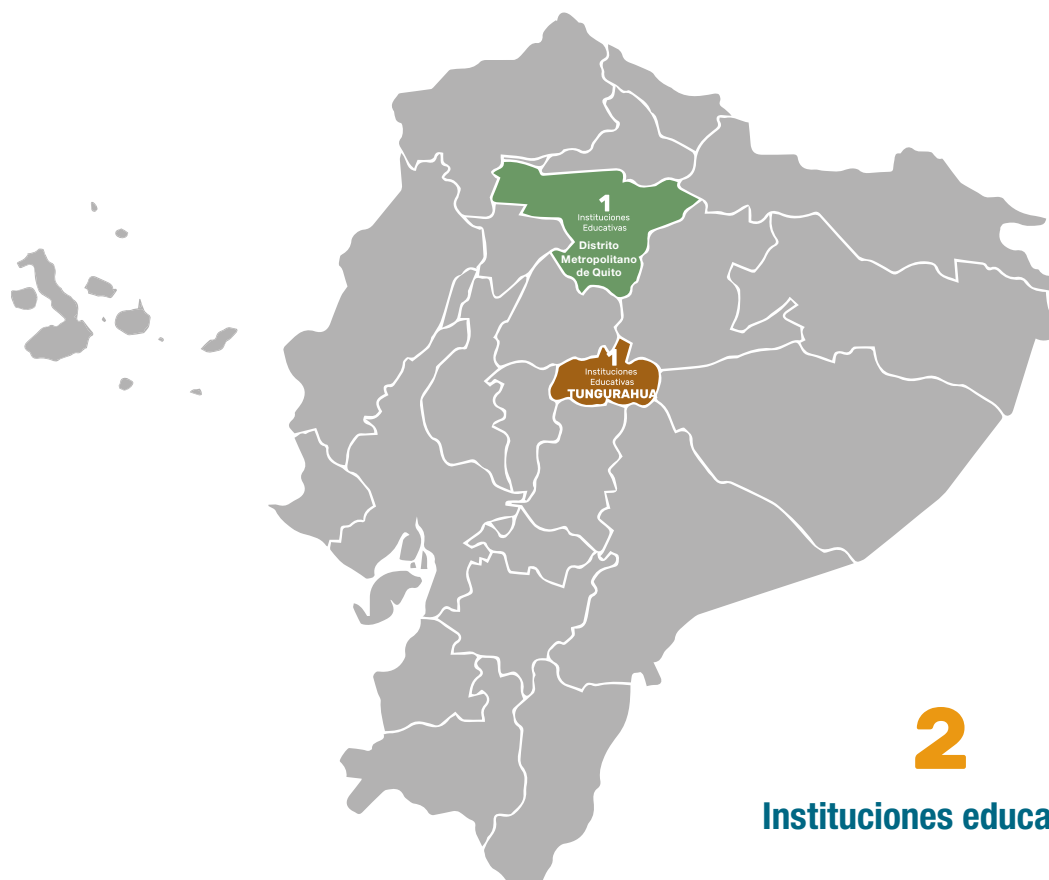 1
Instituciones
Educativas
Distrito
Metropolitano
de Quito
1
Instituciones
Educativas
TUNGURAHUA
2
Instituciones educa